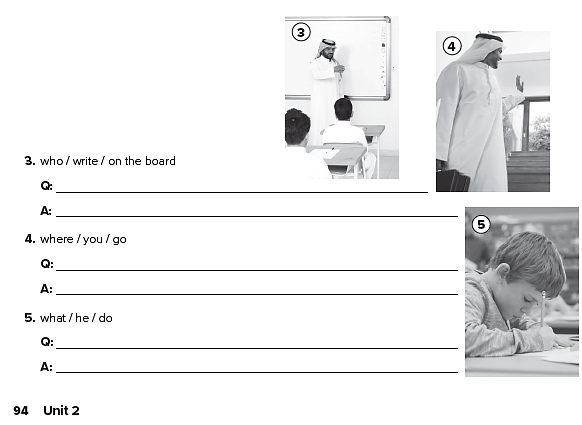 3
4
3. who / write / on the board
Q:
A:
4. where / you / go
Q:
A:
5
5. what / he / do
Q:
A:
94 Unit 2